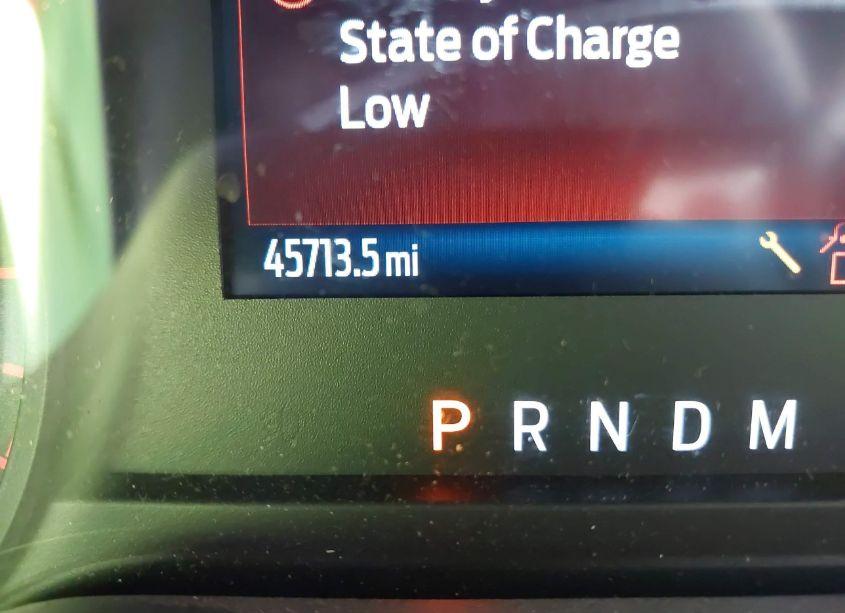 State of Charge
Low
45713.5 mi
P R N D M